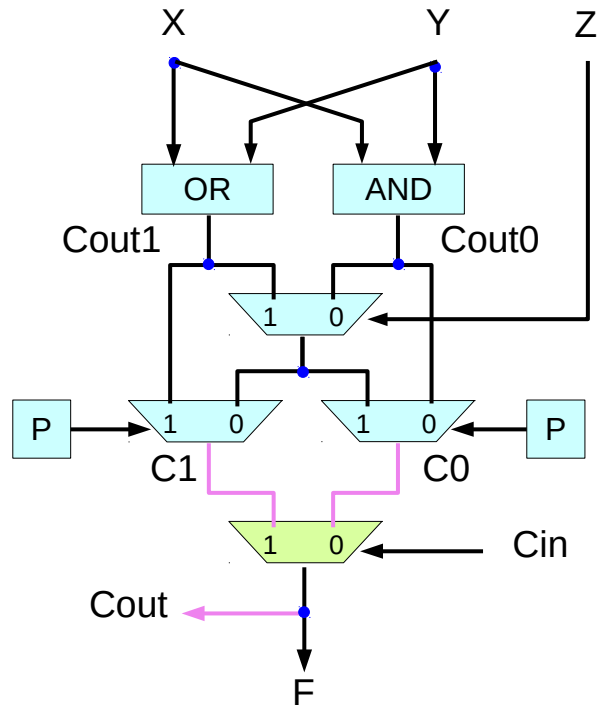 X Y Z
OR AND
Cout1 Cout0
1 0
P 1 0 1 0 P
C1 C0
1 0
Cin
Cout
F